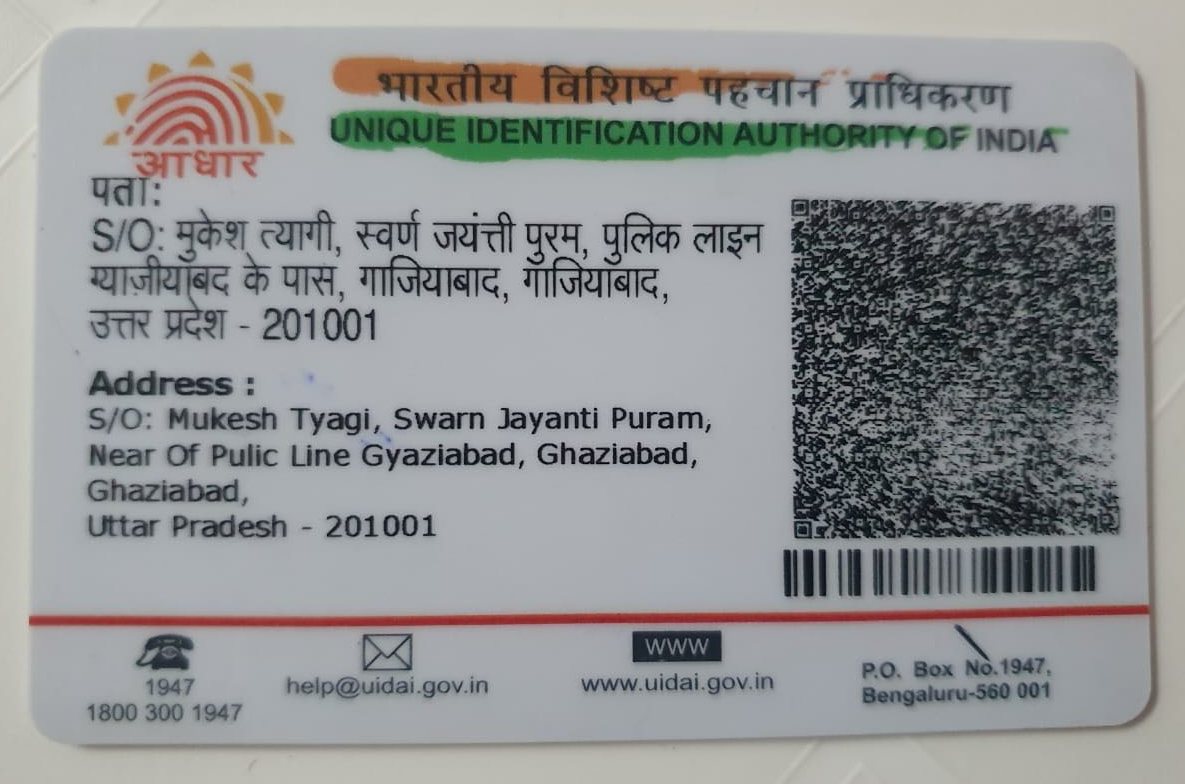 भारतीय विशिष्ट पहचान प्राधिकरण
UNIQUE IDENTIFICATION AUTHORITY OF INDIA
आधार
पता:
S/O: मुकेश त्यागी, स्वर्ण जयंत्ती पुरम, पुलिक लाइन
ग्याज़ीयाबद के पास, गाजियाबाद, गाजियाबाद,
उत्तर प्रदेश - 201001
Address :
S/O: Mukesh Tyagi, Swarn Jayanti Puram,
Near Of Pulic Line Gyaziabad, Ghaziabad,
Ghaziabad,
Uttar Pradesh - 201001
1947
1800 300 1947
help@uidai.gov.in
WWW
www.uidai.gov.in
P.O. Box No.1947,
Bengaluru-560 001